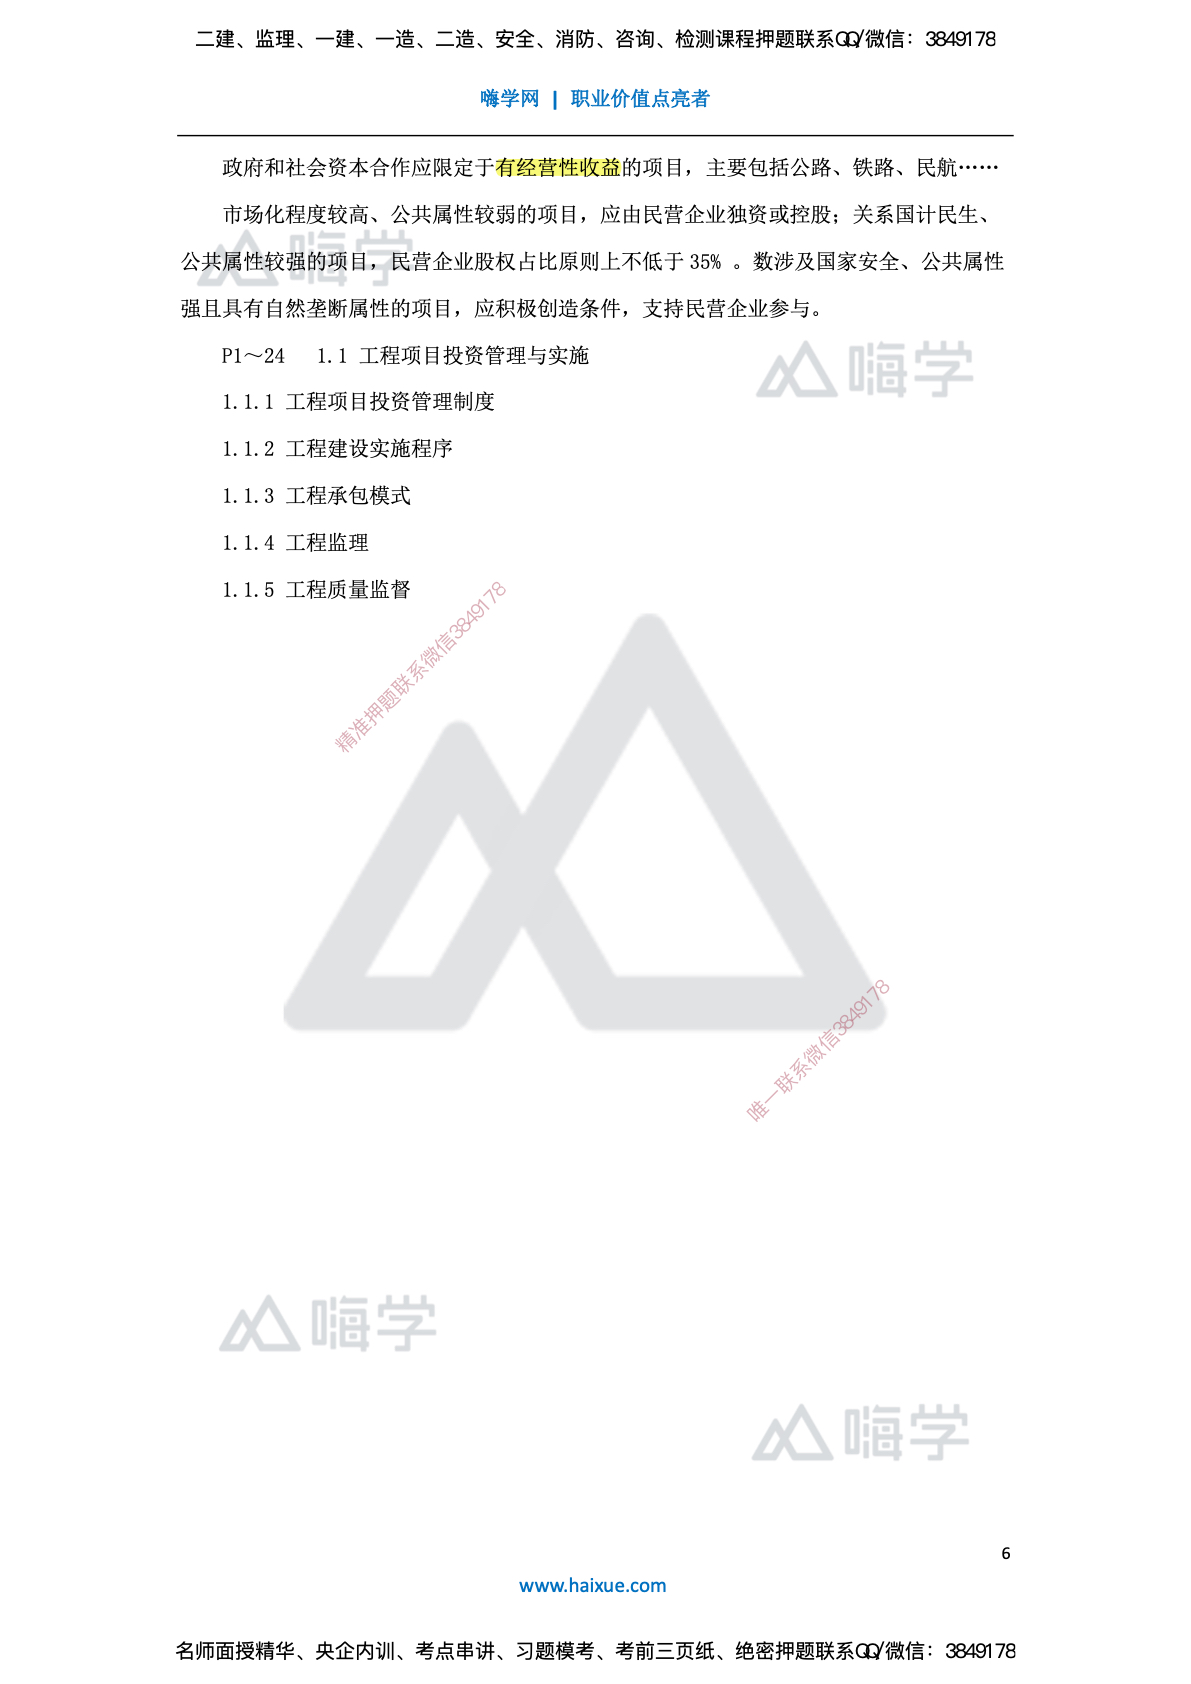 二建、监理、一建、一造、二造、安全、消防、咨询、检测课程押题联系QQ/微信：3849178
嗨学网 | 职业价值点亮者
政府和社会资本合作应限定于有经营性收益的项目，主要包括公路、铁路、民航……
市场化程度较高、公共属性较弱的项目，应由民营企业独资或控股；关系国计民生、
公共属性较强的项目，民营企业股权占比原则上不低于 35% 。数涉及国家安全、公共属性
强且具有自然垄断属性的项目，应积极创造条件，支持民营企业参与。
嗨学
P1～24 1.1 工程项目投资管理与实施
嗨学
1.1.1 工程项目投资管理制度
1.1.2 工程建设实施程序
1.1.3 工程承包模式
1.1.4 工程监理
1.1.5 工程质量监督
精准押题联系微信3849178
唯一联系微信3849178
嗨学
嗨学
6
www.haixue.com
名师面授精华、央企内训、考点串讲、习题模考、考前三页纸、绝密押题联系QQ/微信：3849178